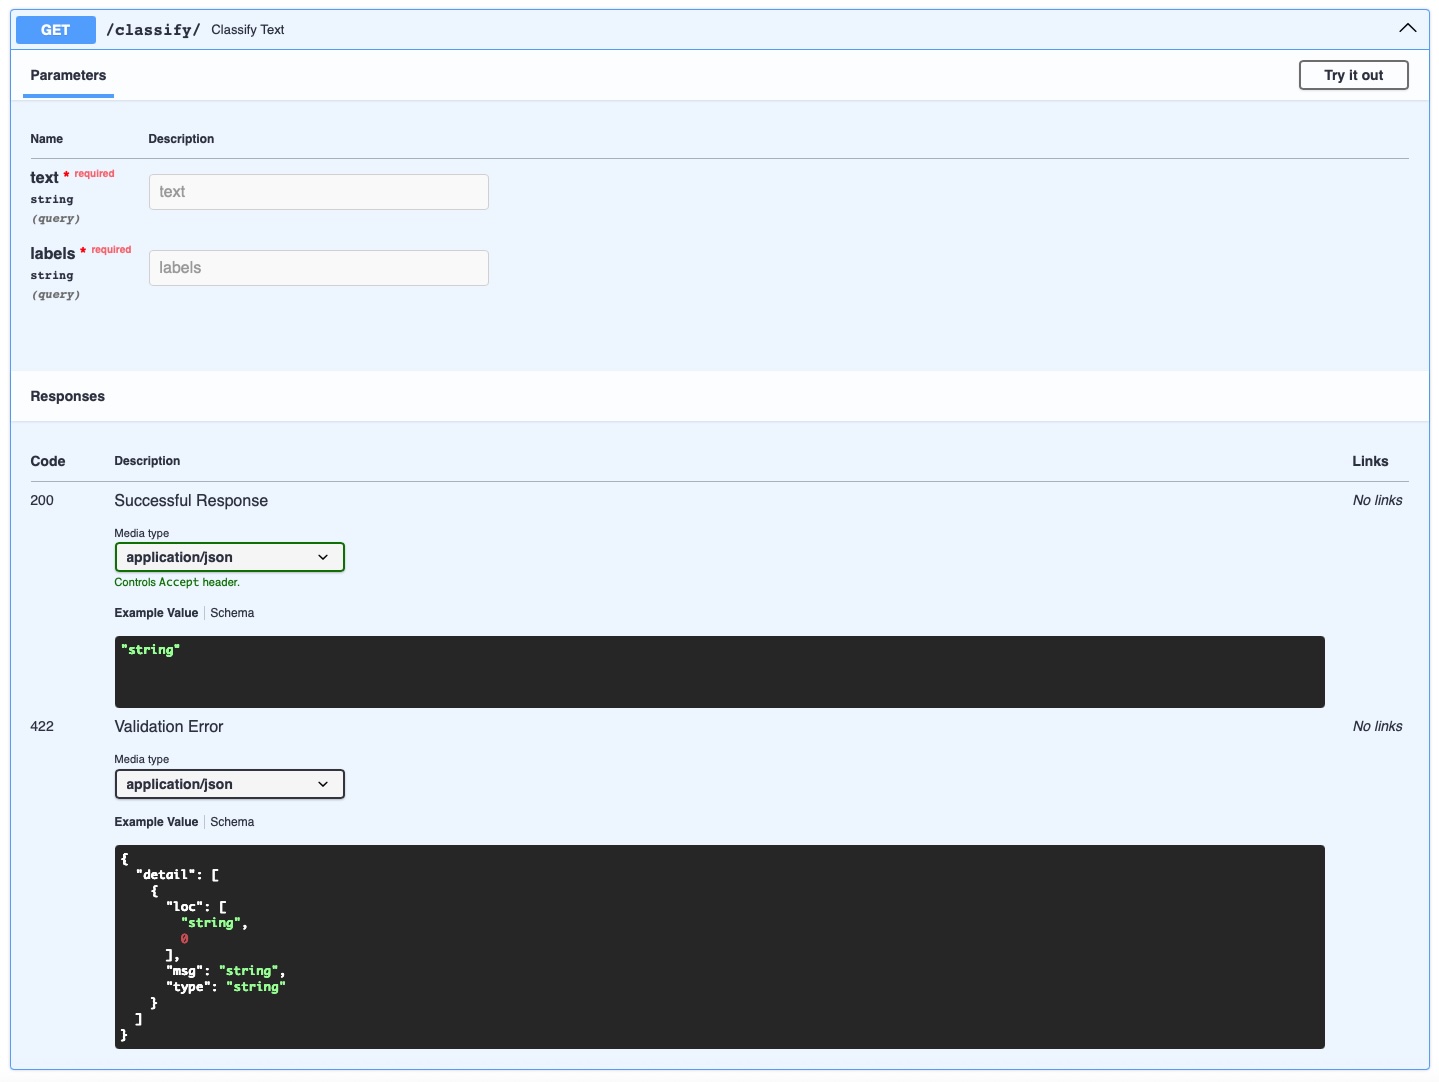 GET /classify/ Classify Text
Parameters Try it out
Name Description
text * required
string
(query)
text
labels * required
string
(query)
labels
Responses
Code Description Links
200 Successful Response No links
Media type
application/json
Controls Accept header.
Example Value Schema
"string"
422 Validation Error No links
Media type
application/json
Example Value Schema
{
  "detail": [
    {
      "loc": [
        "string",
        0
      ],
      "msg": "string",
      "type": "string"
    }
  ]
}